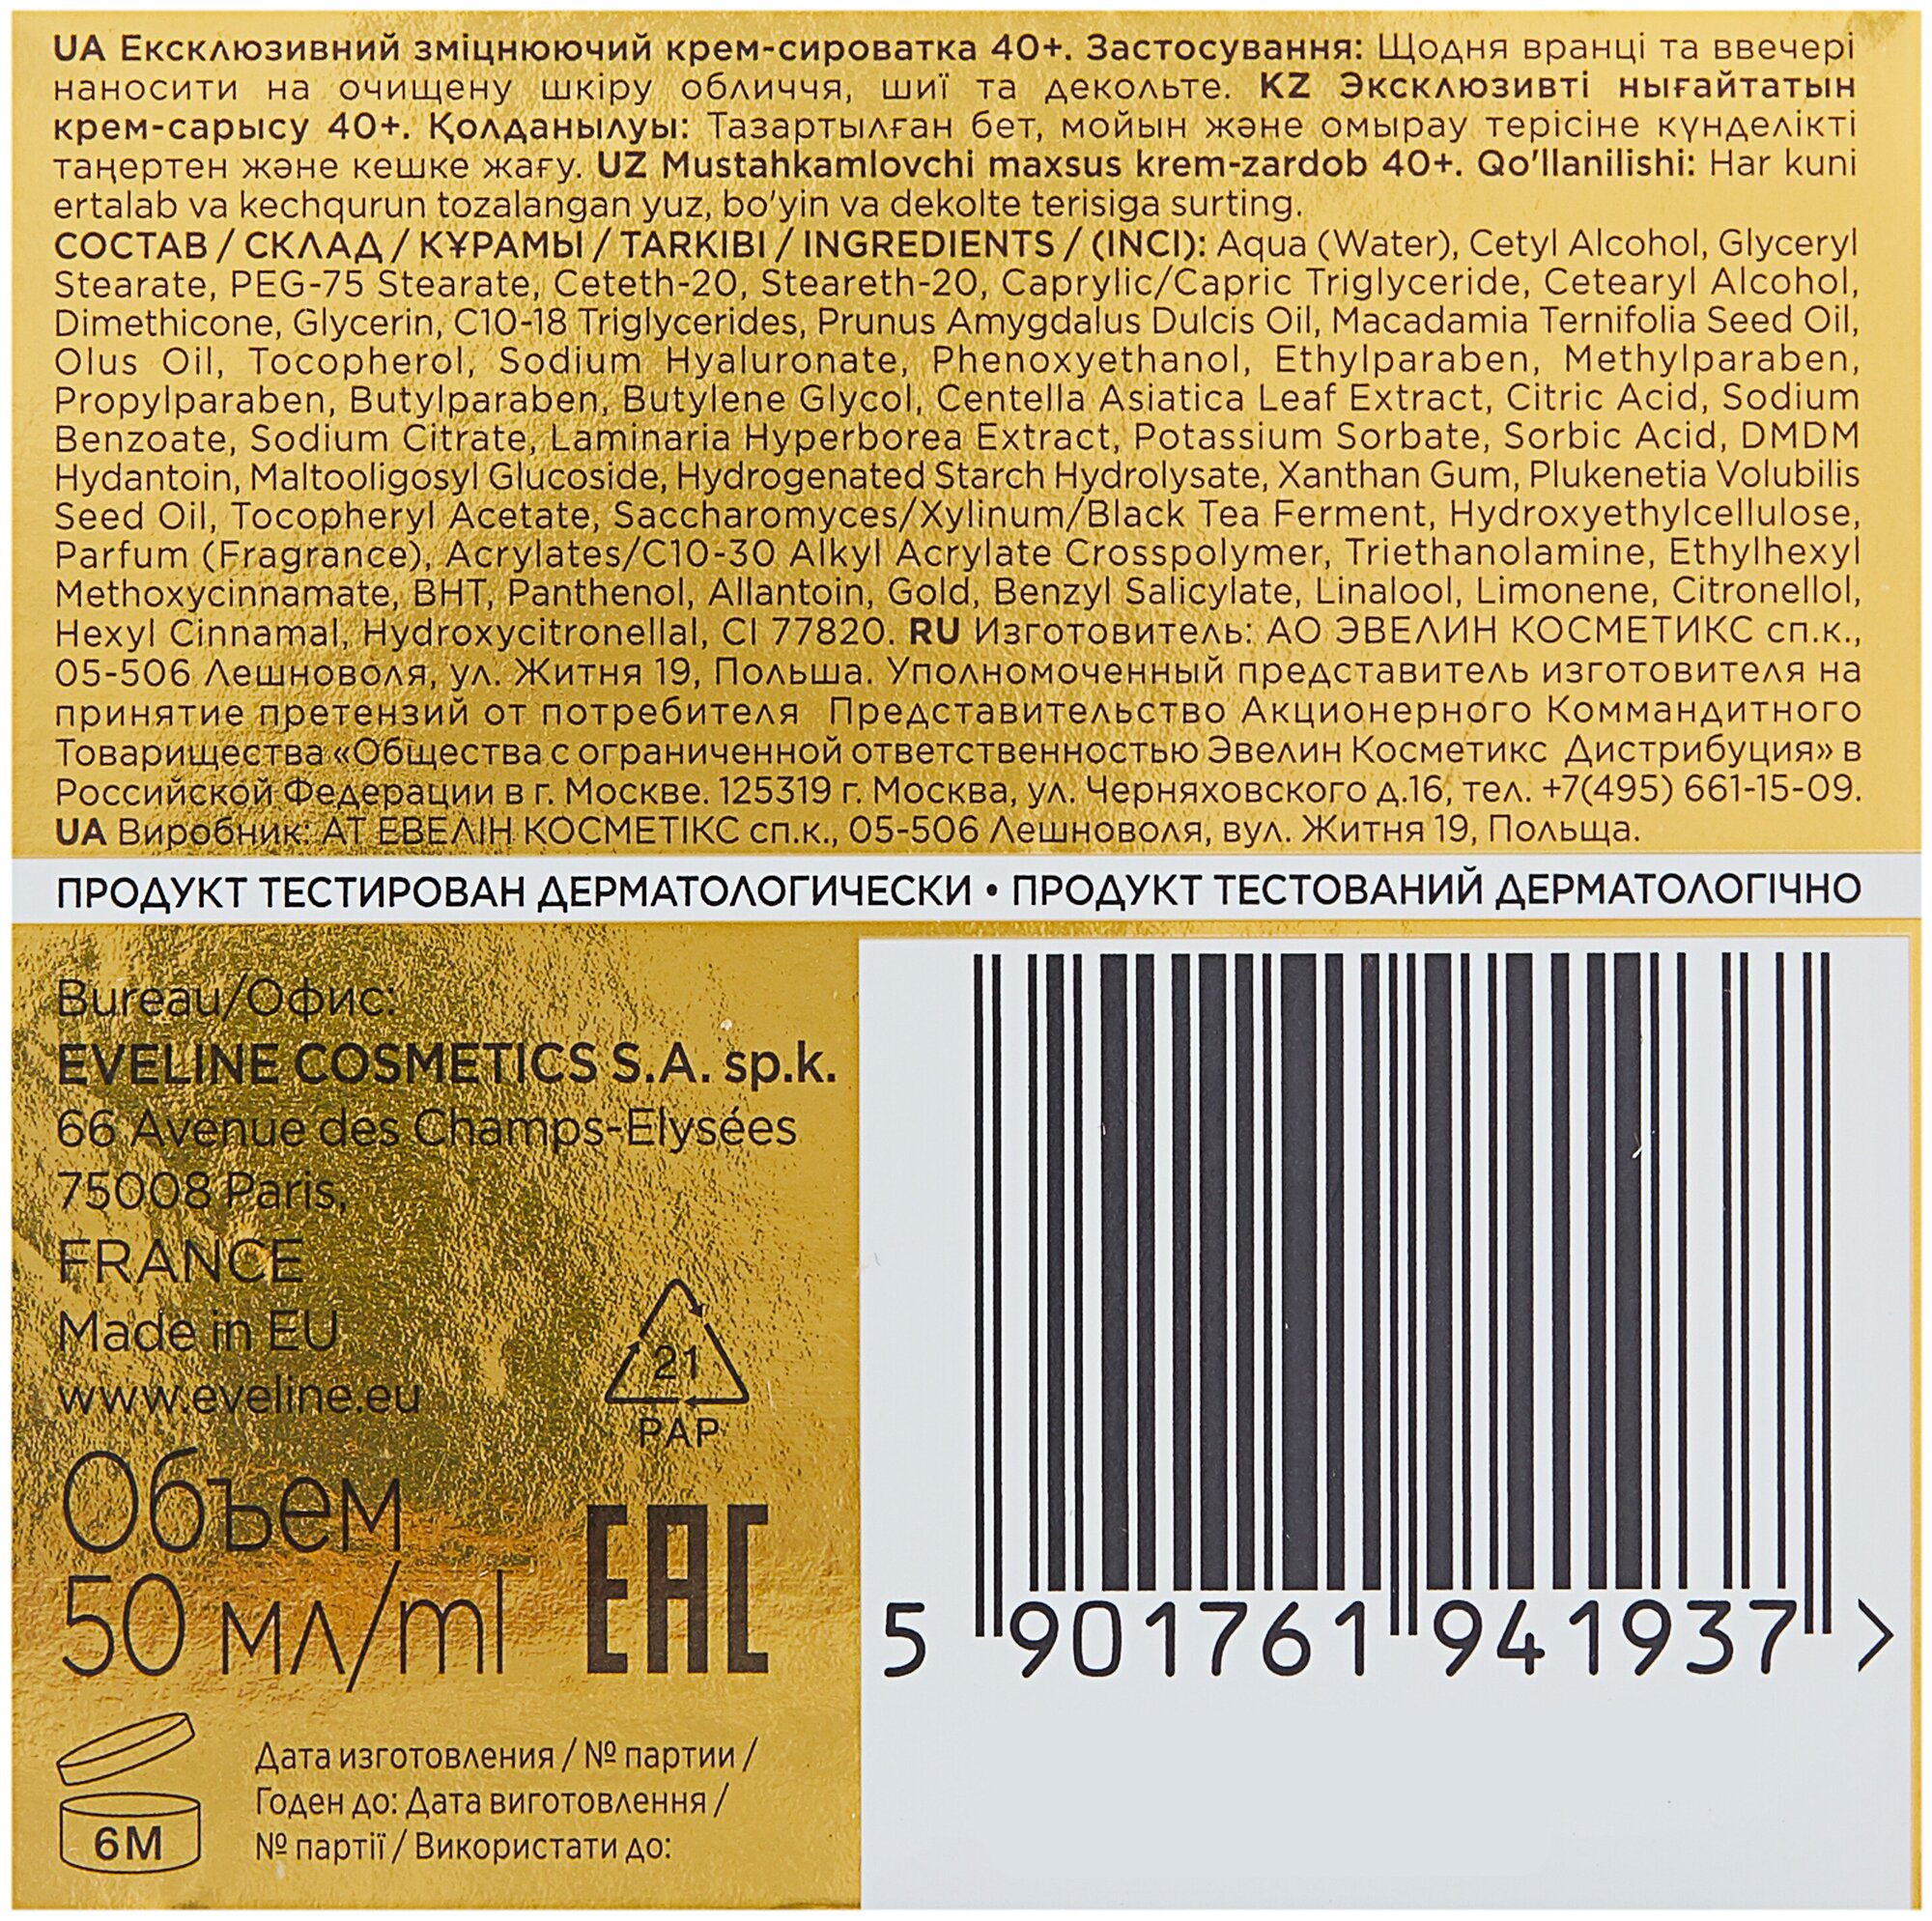 UA Ексклюзивний зміцнюючий крем-сироватка 40+. Застосування: Щодня вранці та ввечері
наносити на очищену шкіру обличчя, шиї та декольте. KZ Эксклюзивті нығайтатын
крем-сарысу 40+. Қолданылуы: Тазартылған бет, мойын және омырау терісіне күнделікті
таңертен және кешке жағу. UZ Mustahkamlovchi maxsus krem-zardob 40+. Qo'llanilishi: Har kuni
ertalab va kechqurun tozalangan yuz, bo'yin va dekolte terisiga surting.
СОСТАВ / СКЛАД / ҚҰРАМЫ / TARKIBI / INGREDIENTS / (INCI): Aqua (Water), Cetyl Alcohol, Glyceryl
Stearate, PEG-75 Stearate, Ceteth-20, Steareth-20, Caprylic/Capric Triglyceride, Cetearyl Alcohol,
Dimethicone, Glycerin, C10-18 Triglycerides, Prunus Amygdalus Dulcis Oil, Macadamia Ternifolia Seed Oil,
Olus Oil, Tocopherol, Sodium Hyaluronate, Phenoxyethanol, Ethylparaben, Methylparaben,
Propylparaben, Butylparaben, Butylene Glycol, Centella Asiatica Leaf Extract, Citric Acid, Sodium
Benzoate, Sodium Citrate, Laminaria Hyperborea Extract, Potassium Sorbate, Sorbic Acid, DMDM
Hydantoin, Maltooligosyl Glucoside, Hydrogenated Starch Hydrolysate, Xanthan Gum, Plukenetia Volubilis
Seed Oil, Tocopheryl Acetate, Saccharomyces/Xylinum/Black Tea Ferment, Hydroxyethylcellulose,
Parfum (Fragrance), Acrylates/C10-30 Alkyl Acrylate Crosspolymer, Triethanolamine, Ethylhexyl
Methoxycinnamate, BHT, Panthenol, Allantoin, Gold, Benzyl Salicylate, Linalool, Limonene, Citronellol,
Hexyl Cinnamal, Hydroxycitronellal, CI 77820. RU Изготовитель: АО ЭВЕЛИН КОСМЕТИКС сп.к.,
05-506 Лешноволя, ул. Житня 19, Польша. Уполномоченный представитель изготовителя на
принятие претензий от потребителя Представительство Акционерного Коммандитного
Товарищества «Общества с ограниченной ответственностью Эвелин Косметикс Дистрибуция» в
Российской Федерации в г. Москве. 125319 г. Москва, ул. Черняховского д.16, тел. +7(495) 661-15-09.
UA Виробник: АТ ЕВЕЛІН КОСМЕТІКС сп.к., 05-506 Лешноволя, вул. Житня 19, Польща.
ПРОДУКТ ТЕСТИРОВАН ДЕРМАТОЛОГИЧЕСКИ • ПРОДУКТ ТЕСТОВАНИЙ ДЕРМАТОЛОГІЧНО
Bureau/Офис:
EVELINE COSMETICS S.A. sp.k.
66 Avenue des Champs-Elysées
75008 Paris,
FRANCE
Made in EU
www.eveline.eu
21
PAP
Объем
50 мл/ml
EAC
6M
Дата изготовления / № партии /
Годен до: Дата виготовлення /
№ партії / Використати до:
5 901761 941937 >